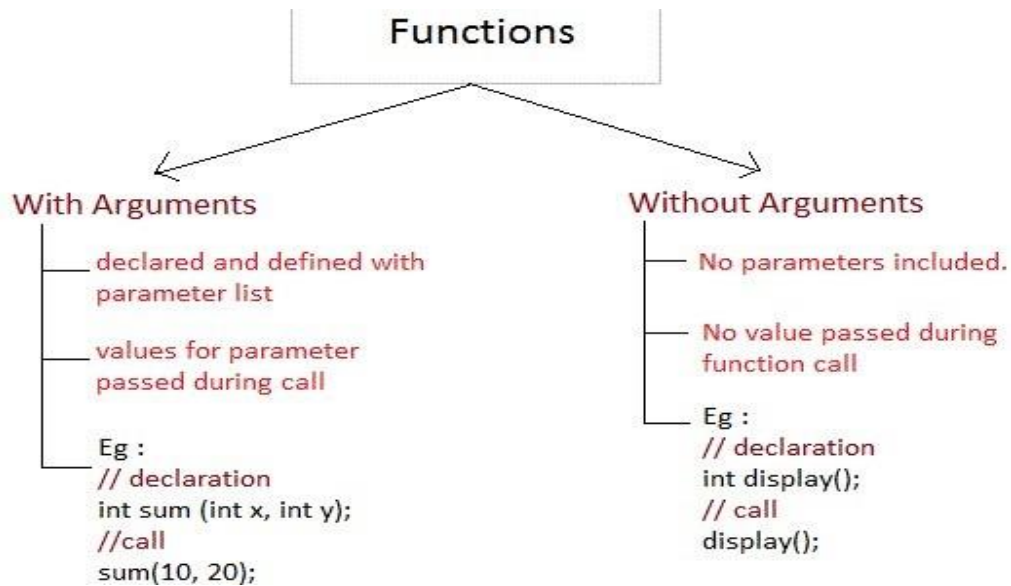 Functions
With Arguments
declared and defined with
parameter list
values for parameter
passed during call
Eg :
// declaration
int sum (int x, int y);
//call
sum(10, 20);
Without Arguments
No parameters included.
No value passed during
function call
Eg :
// declaration
int display();
// call
display();